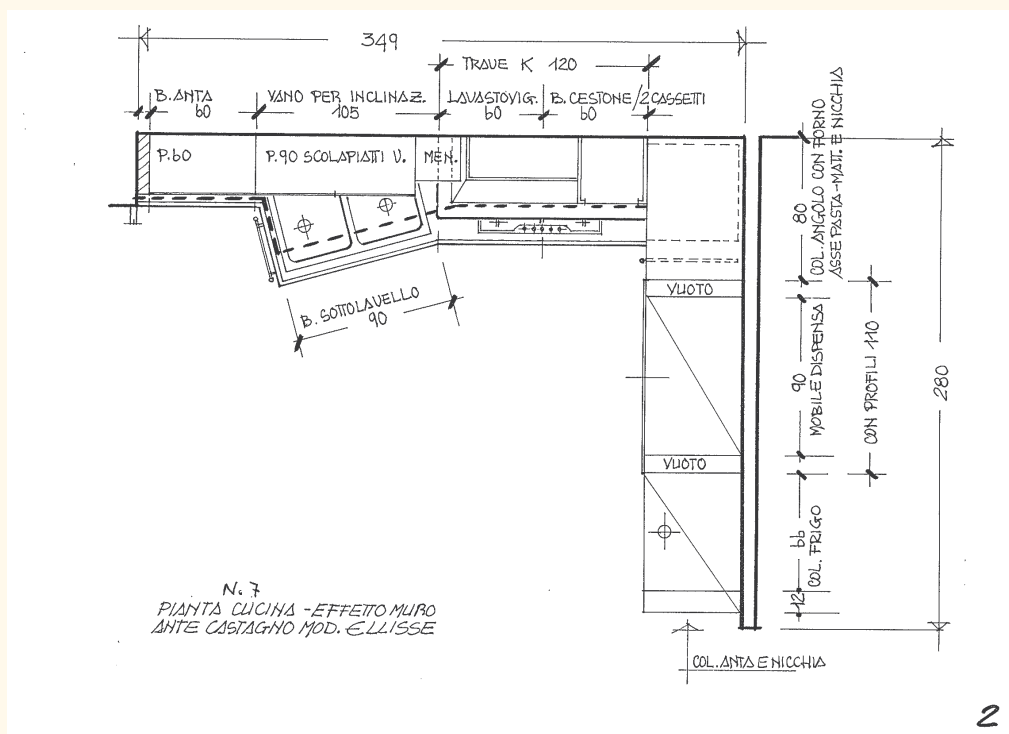 349
TRAVE K 120
B. ANTA
60
VANO PER INCLINAZ.
105
LAVASTOVIG.
60
B. CESTONE/2 CASSETTI
60
P.60
P.90 SCOLAPIATTI V.
MEN.
B. SOTTOLAVELLO
90
VUOTO
VUOTO
80
COL. ANGOLO CON FORNO
ASSE PASTA-MATT. E NICCHIA
90
MOBILE DISPENSA
CON PROFILI 110
280
66
COL. FRIGO
12
COL. ANTA E NICCHIA
N. 7
PIANTA CUCINA - EFFETTO MURO
ANTE CASTAGNO MOD. ELLISSE
2